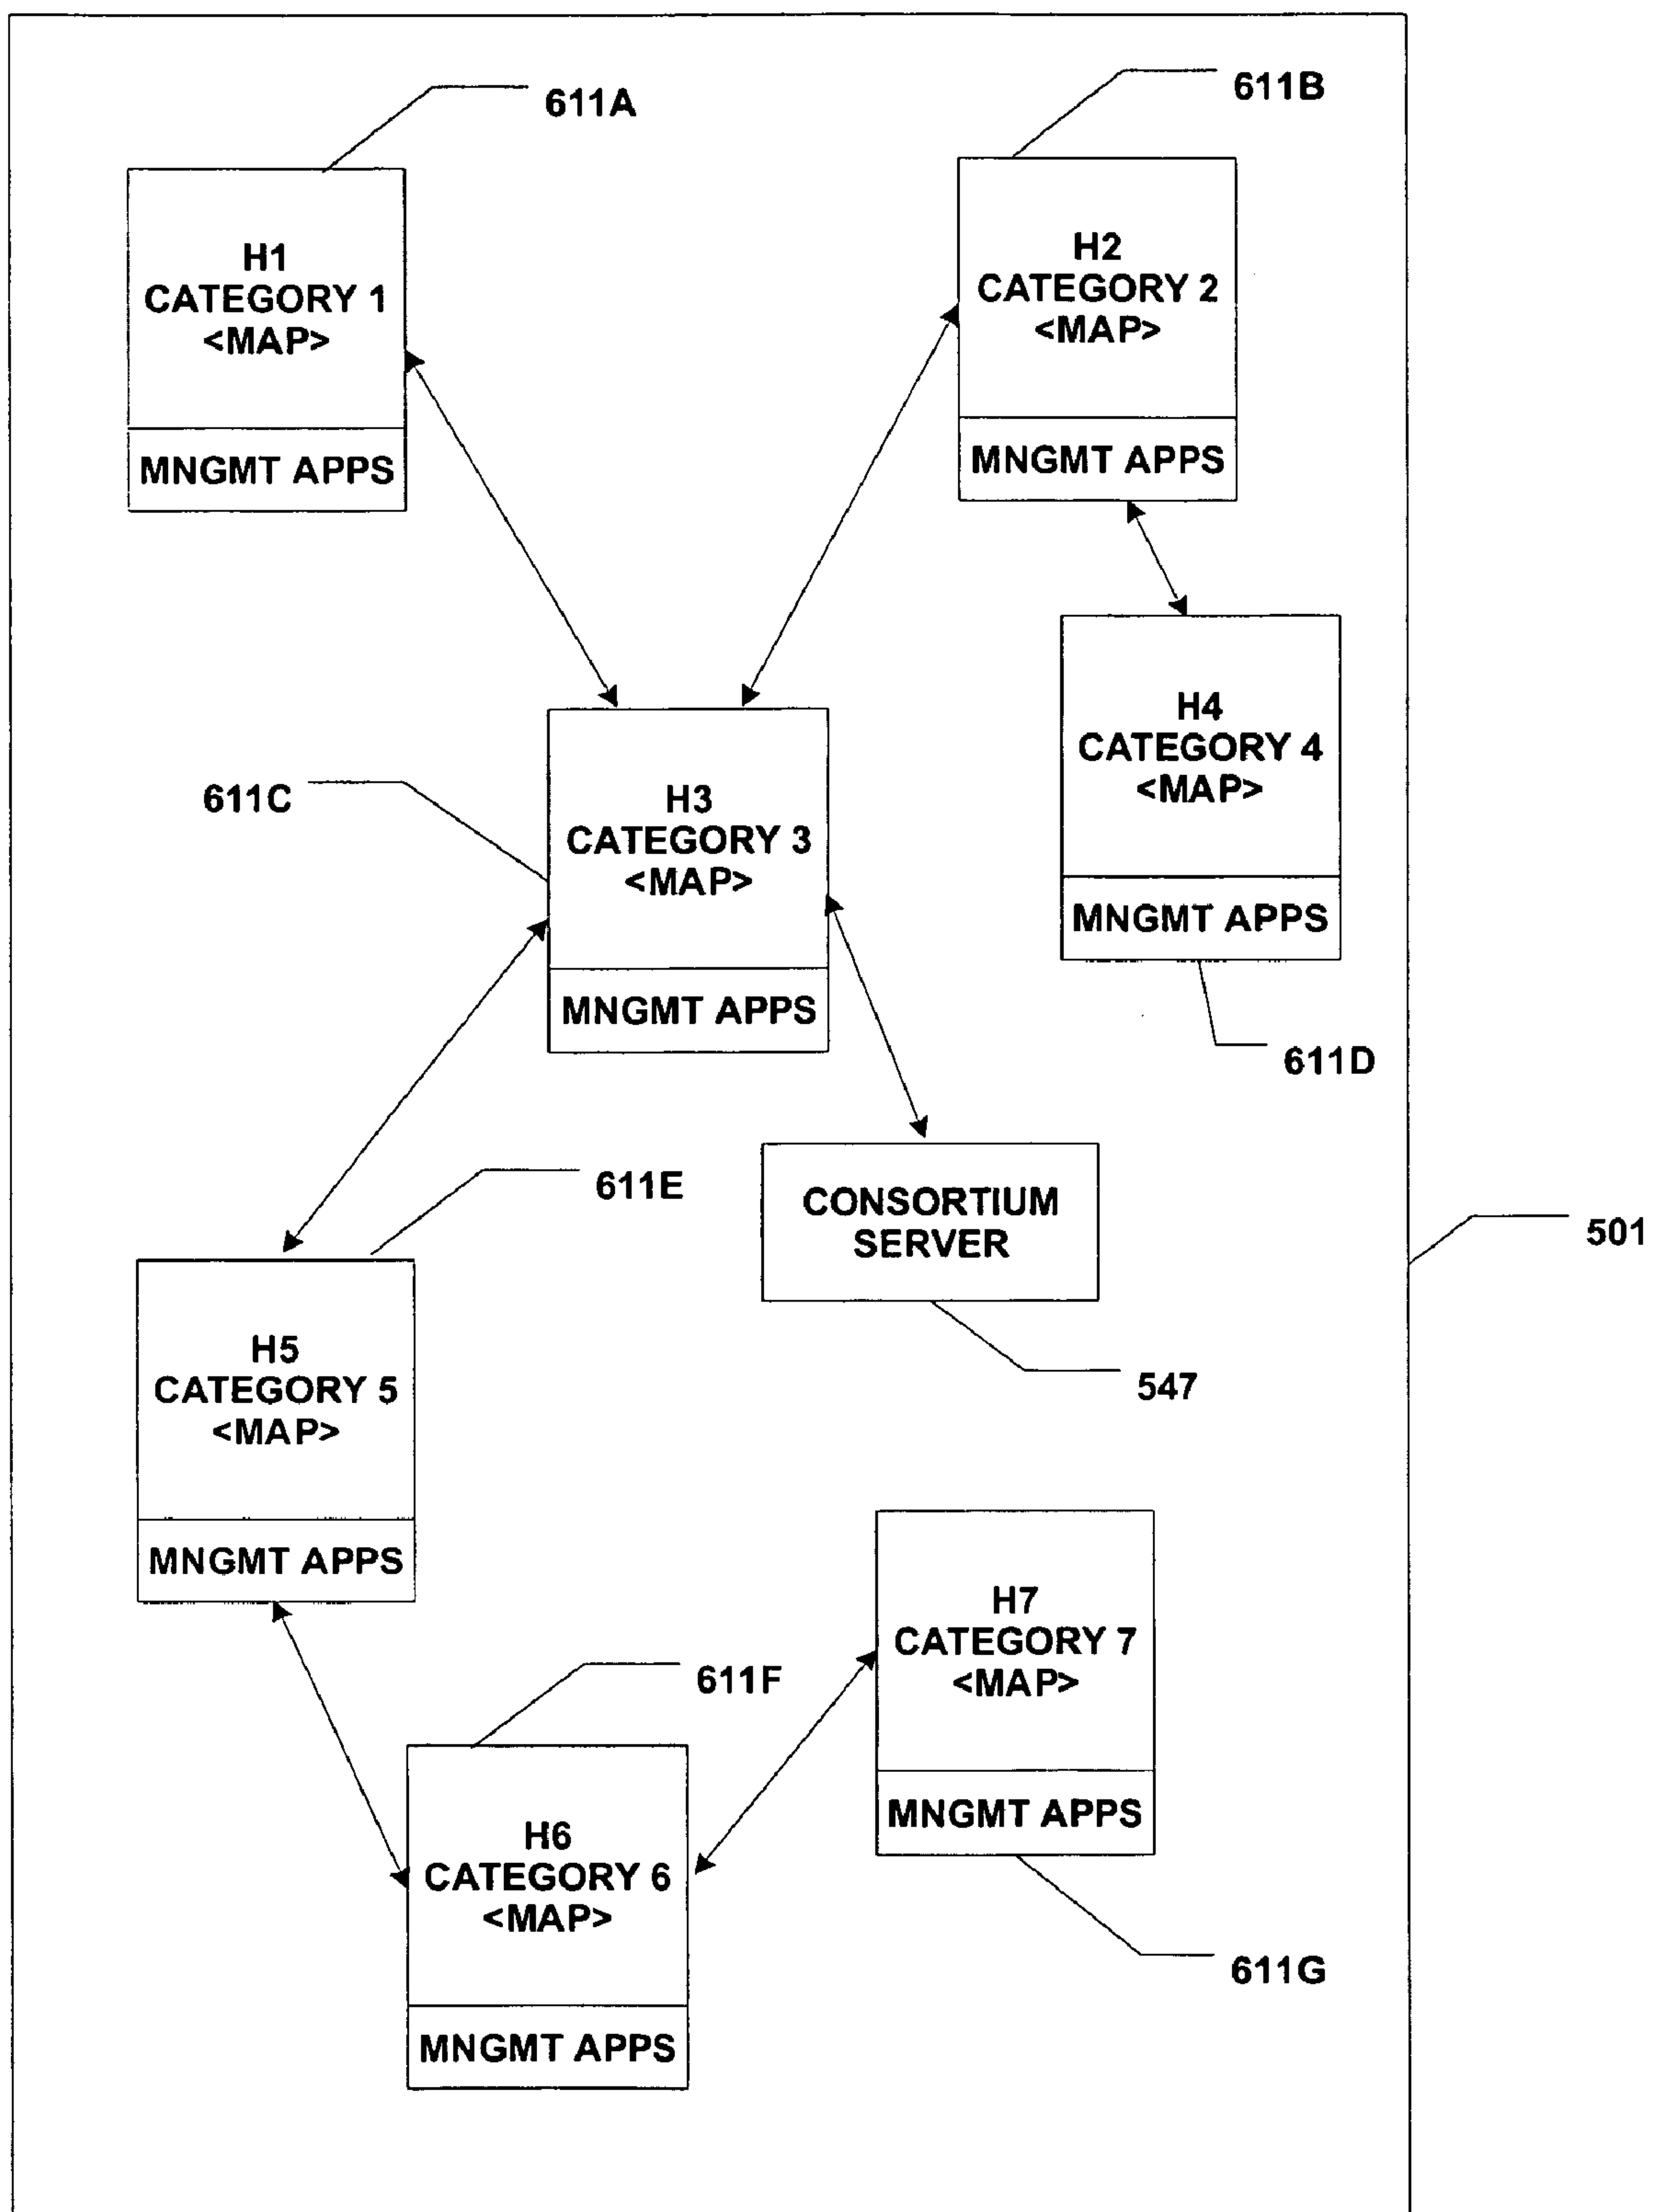 611A
611B
H1
CATEGORY 1
<MAP>
MNGMT APPS
H2
CATEGORY 2
<MAP>
MNGMT APPS
H4
CATEGORY 4
<MAP>
MNGMT APPS
611D
611C
H3
CATEGORY 3
<MAP>
MNGMT APPS
611E
CONSORTIUM
SERVER
501
547
H5
CATEGORY 5
<MAP>
MNGMT APPS
H7
CATEGORY 7
<MAP>
MNGMT APPS
611F
H6
CATEGORY 6
<MAP>
MNGMT APPS
611G